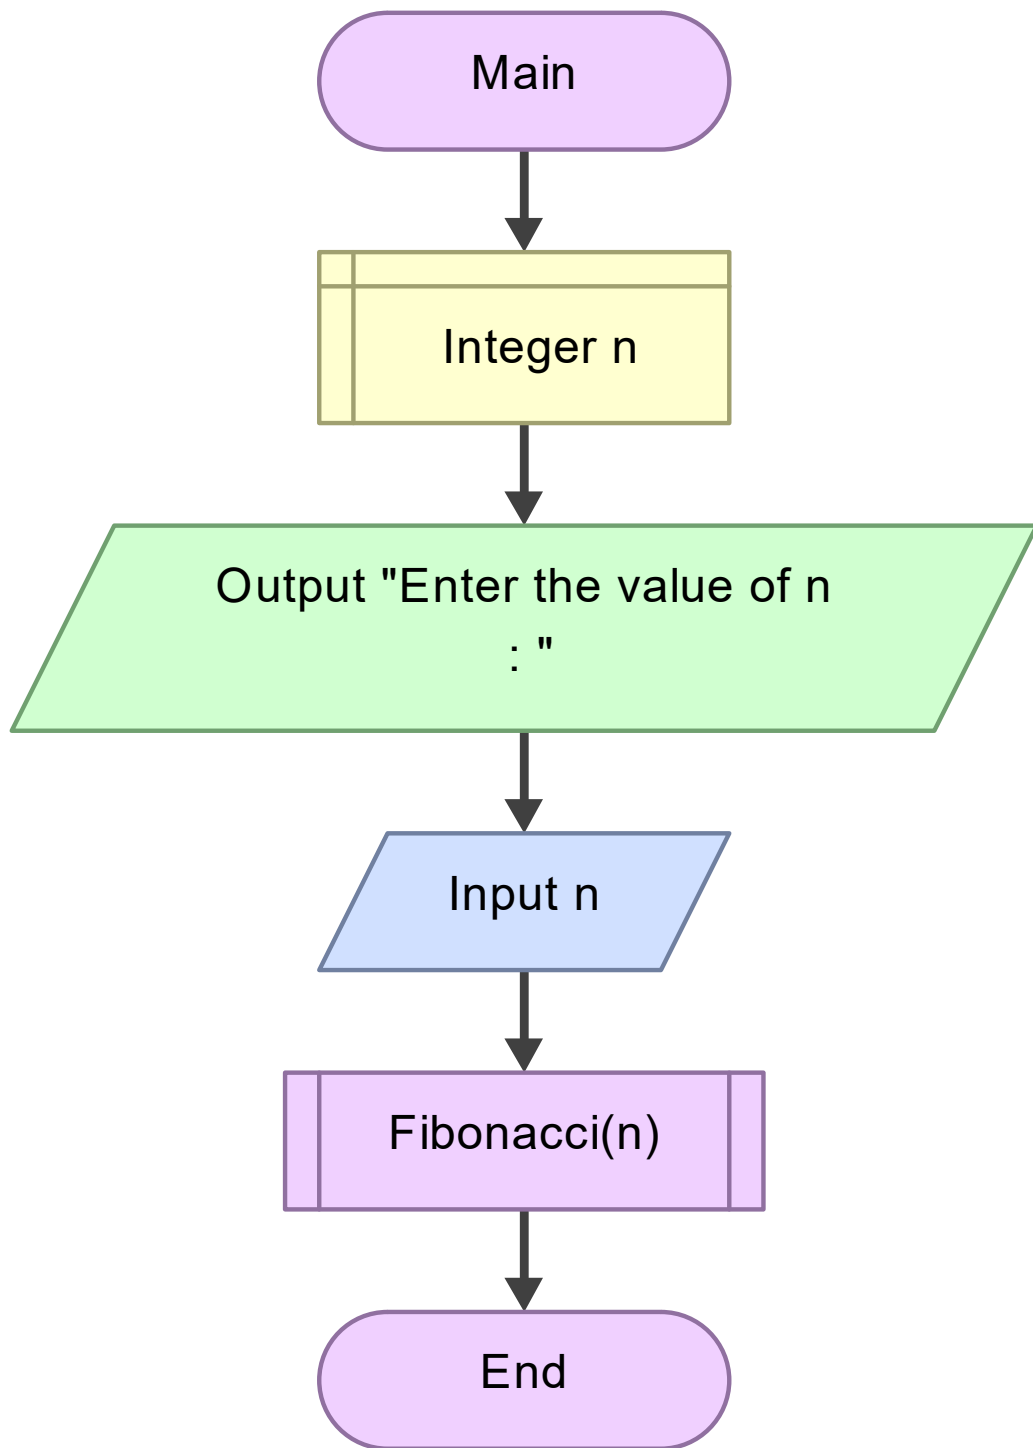 Main
Integer n
Output "Enter the value of n
: "
Input n
Fibonacci(n)
End